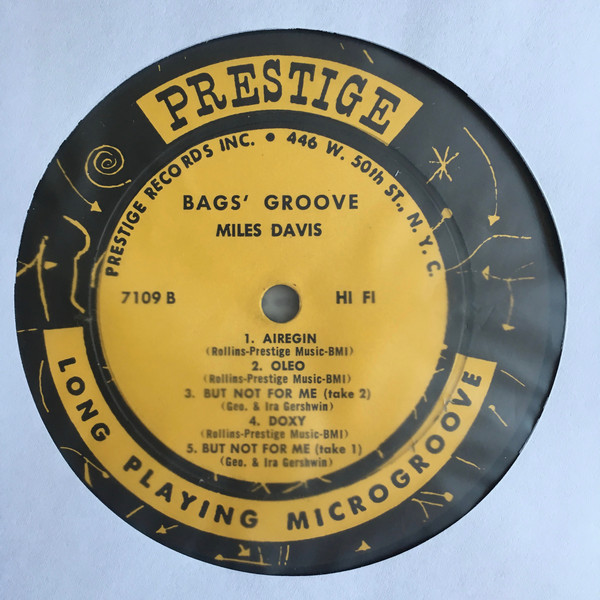 PRESTIGE
PRESTIGE RECORDS INC. • 446 W. 50th ST., N. Y. C.
BAGS' GROOVE
MILES DAVIS
7109 B HI FI
1. AIREGIN
(Rollins-Prestige Music-BMI)
2. OLEO
(Rollins-Prestige Music-BMI)
3. BUT NOT FOR ME (take 2)
(Geo. & Ira Gershwin)
4. DOXY
(Rollins-Prestige Music-BMI)
5. BUT NOT FOR ME (take 1)
(Geo. & Ira Gershwin)
LONG PLAYING MICROGROOVE